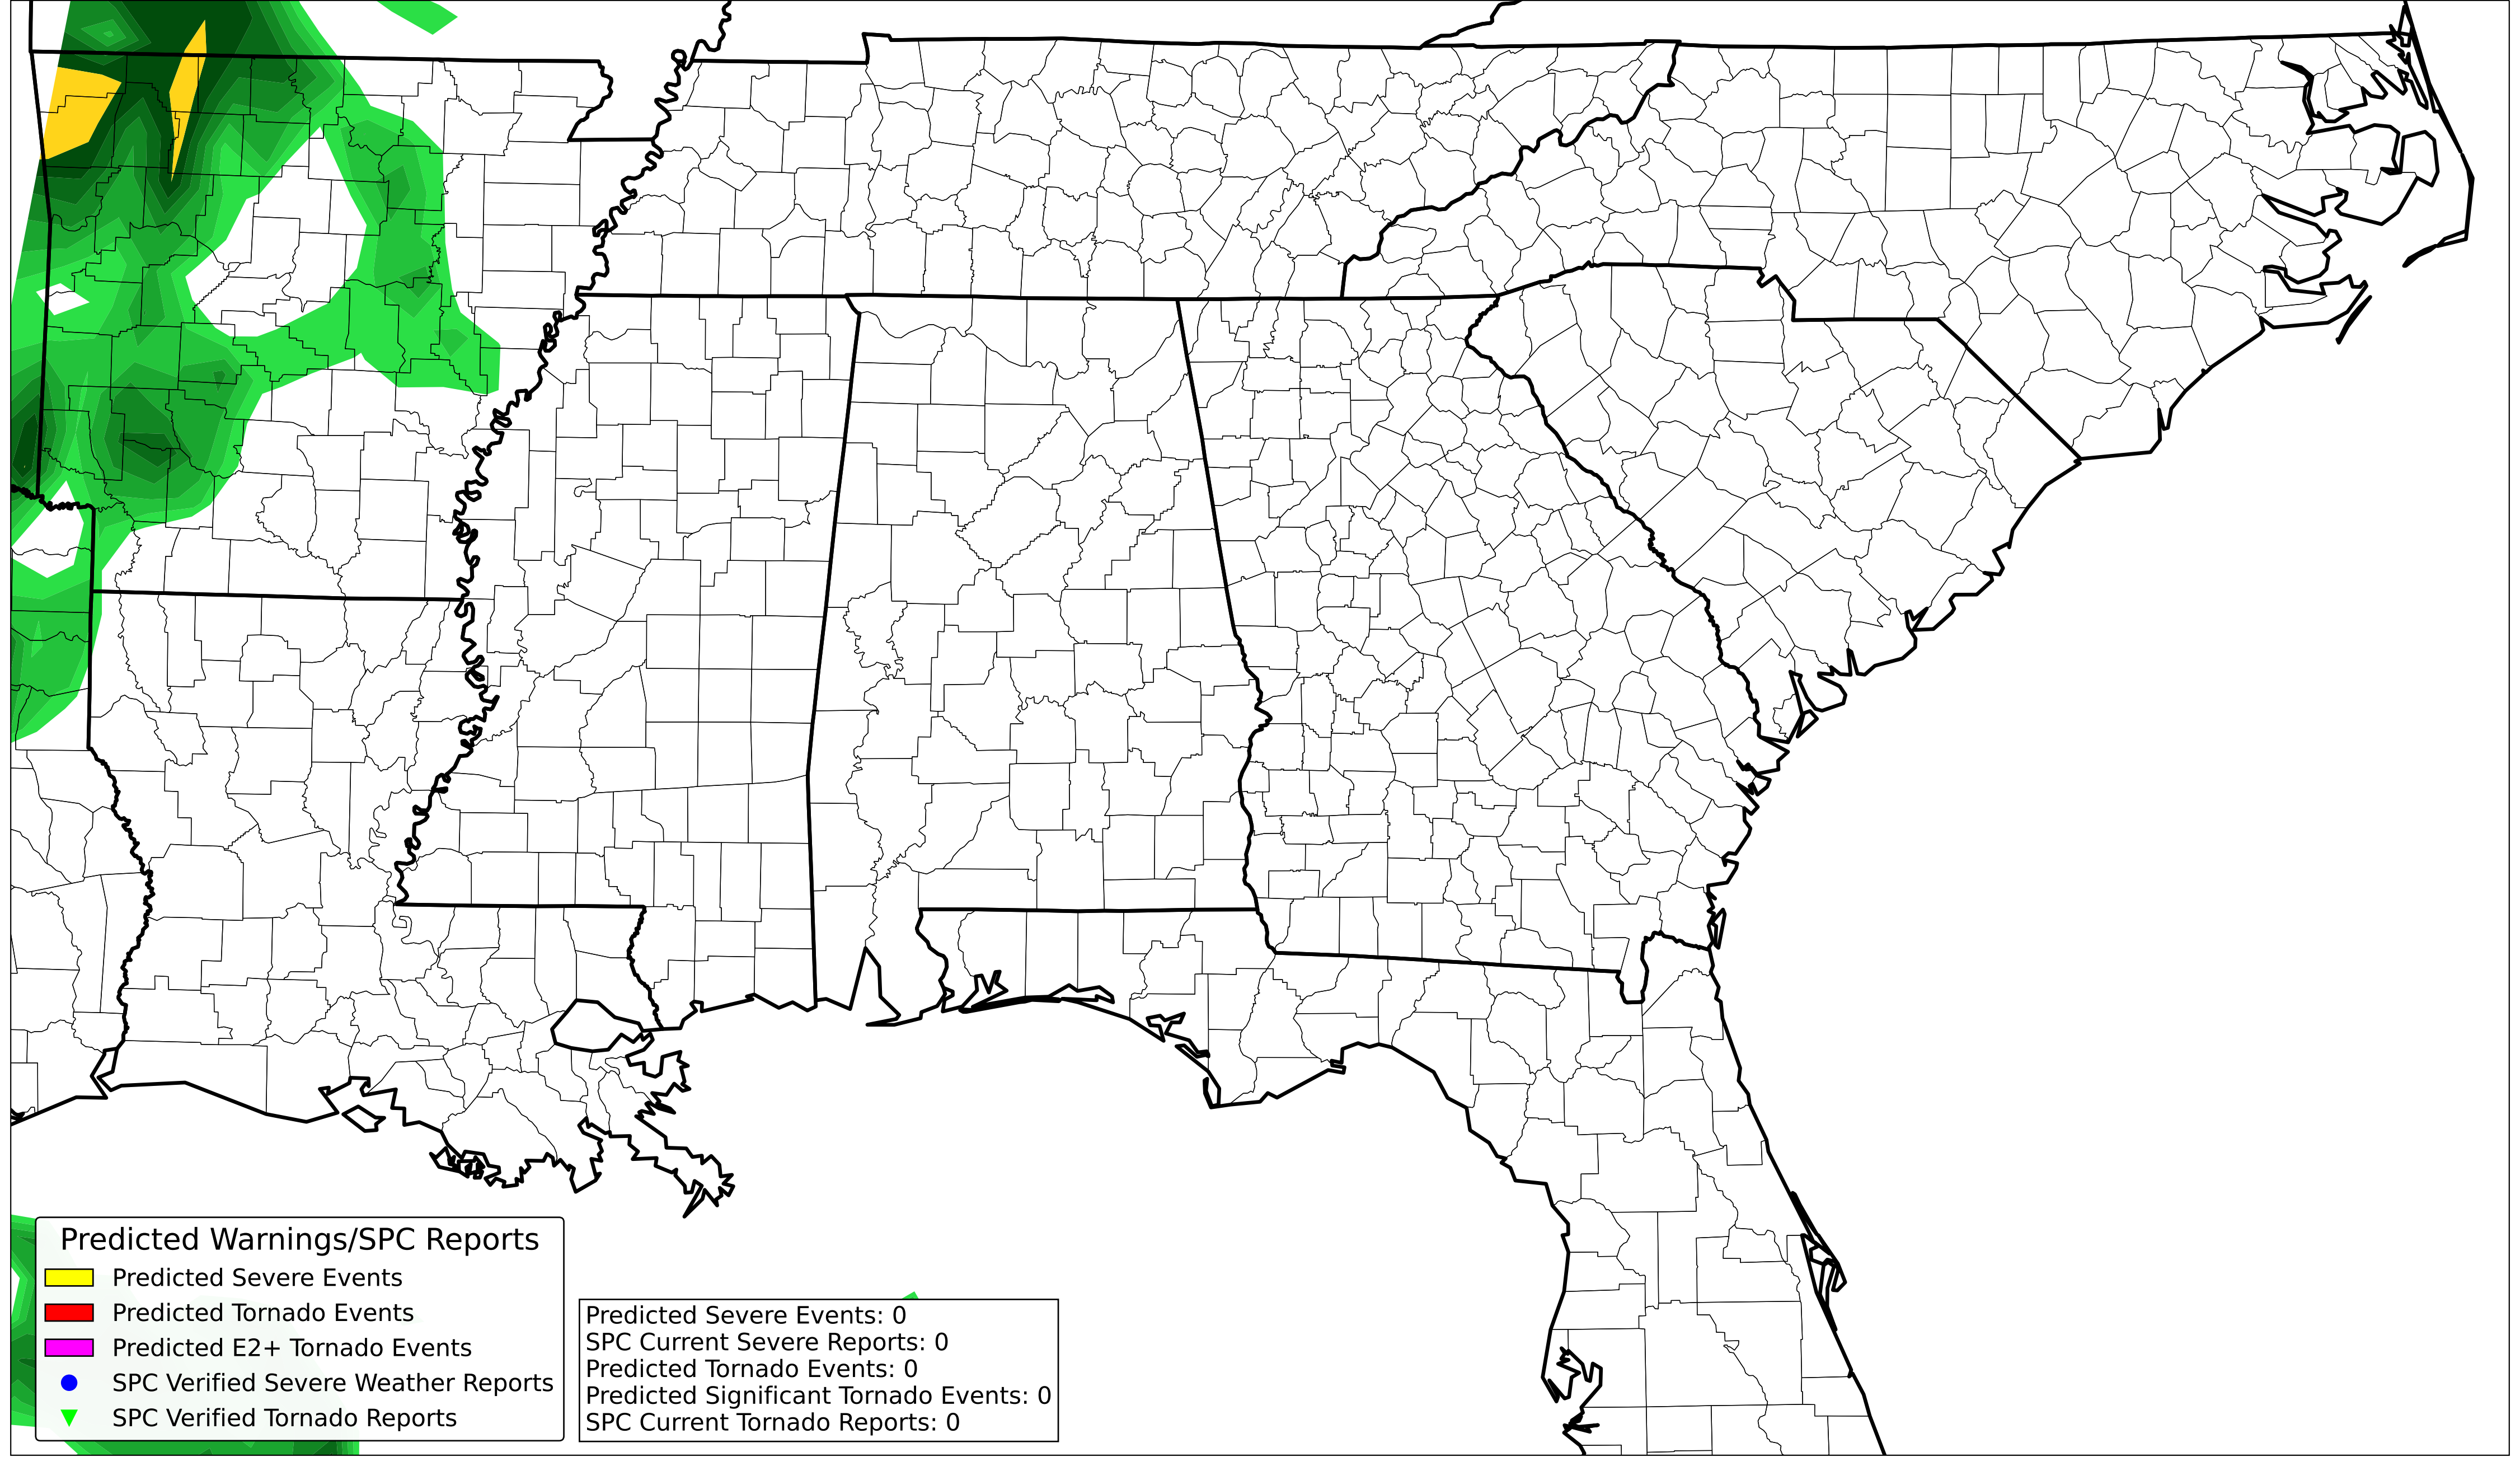 Predicted Warnings/SPC Reports
Predicted Severe Events
Predicted Tornado Events
Predicted E2+ Tornado Events
SPC Verified Severe Weather Reports
SPC Verified Tornado Reports
Predicted Severe Events: 0
SPC Current Severe Reports: 0
Predicted Tornado Events: 0
Predicted Significant Tornado Events: 0
SPC Current Tornado Reports: 0